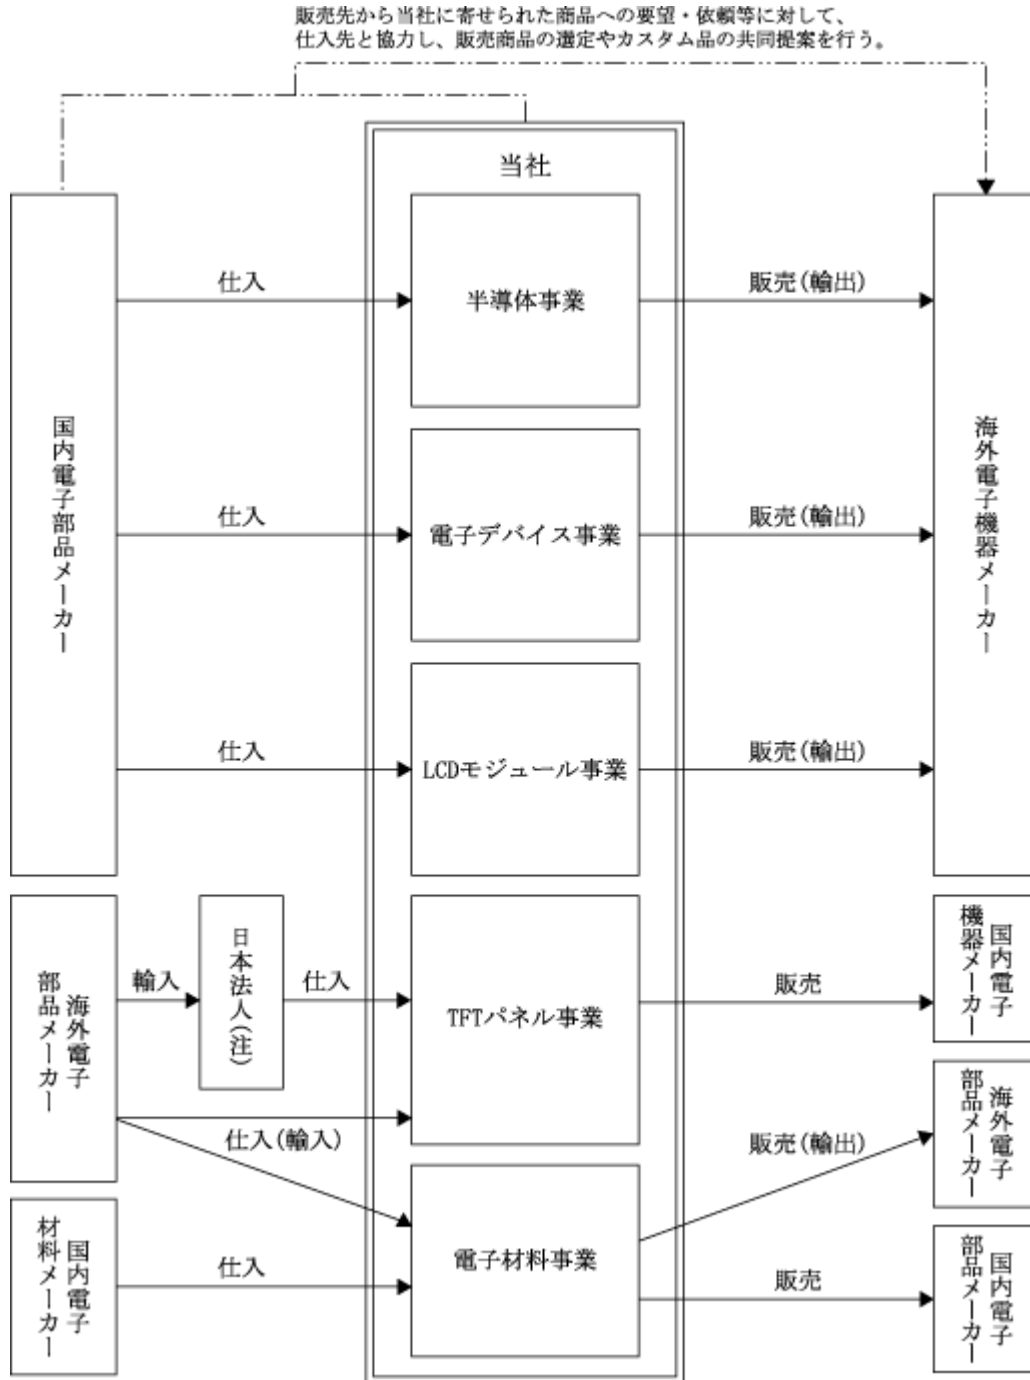 販売先から当社に寄せられた商品への要望・依頼等に対して、
仕入先と協力し、販売商品の選定やカスタム品の共同提案を行う。
当社
国内電子部品メーカー
仕入
半導体事業
販売(輸出)
海外電子機器メーカー
仕入
電子デバイス事業
販売(輸出)
仕入
LCDモジュール事業
販売(輸出)
海外電子
部品メーカー
輸入
日本法人(注)
仕入
TFTパネル事業
販売
国内電子
機器メーカー
仕入(輸入)
販売(輸出)
海外電子
部品メーカー
国内電子
材料メーカー
仕入
電子材料事業
販売
国内電子
部品メーカー